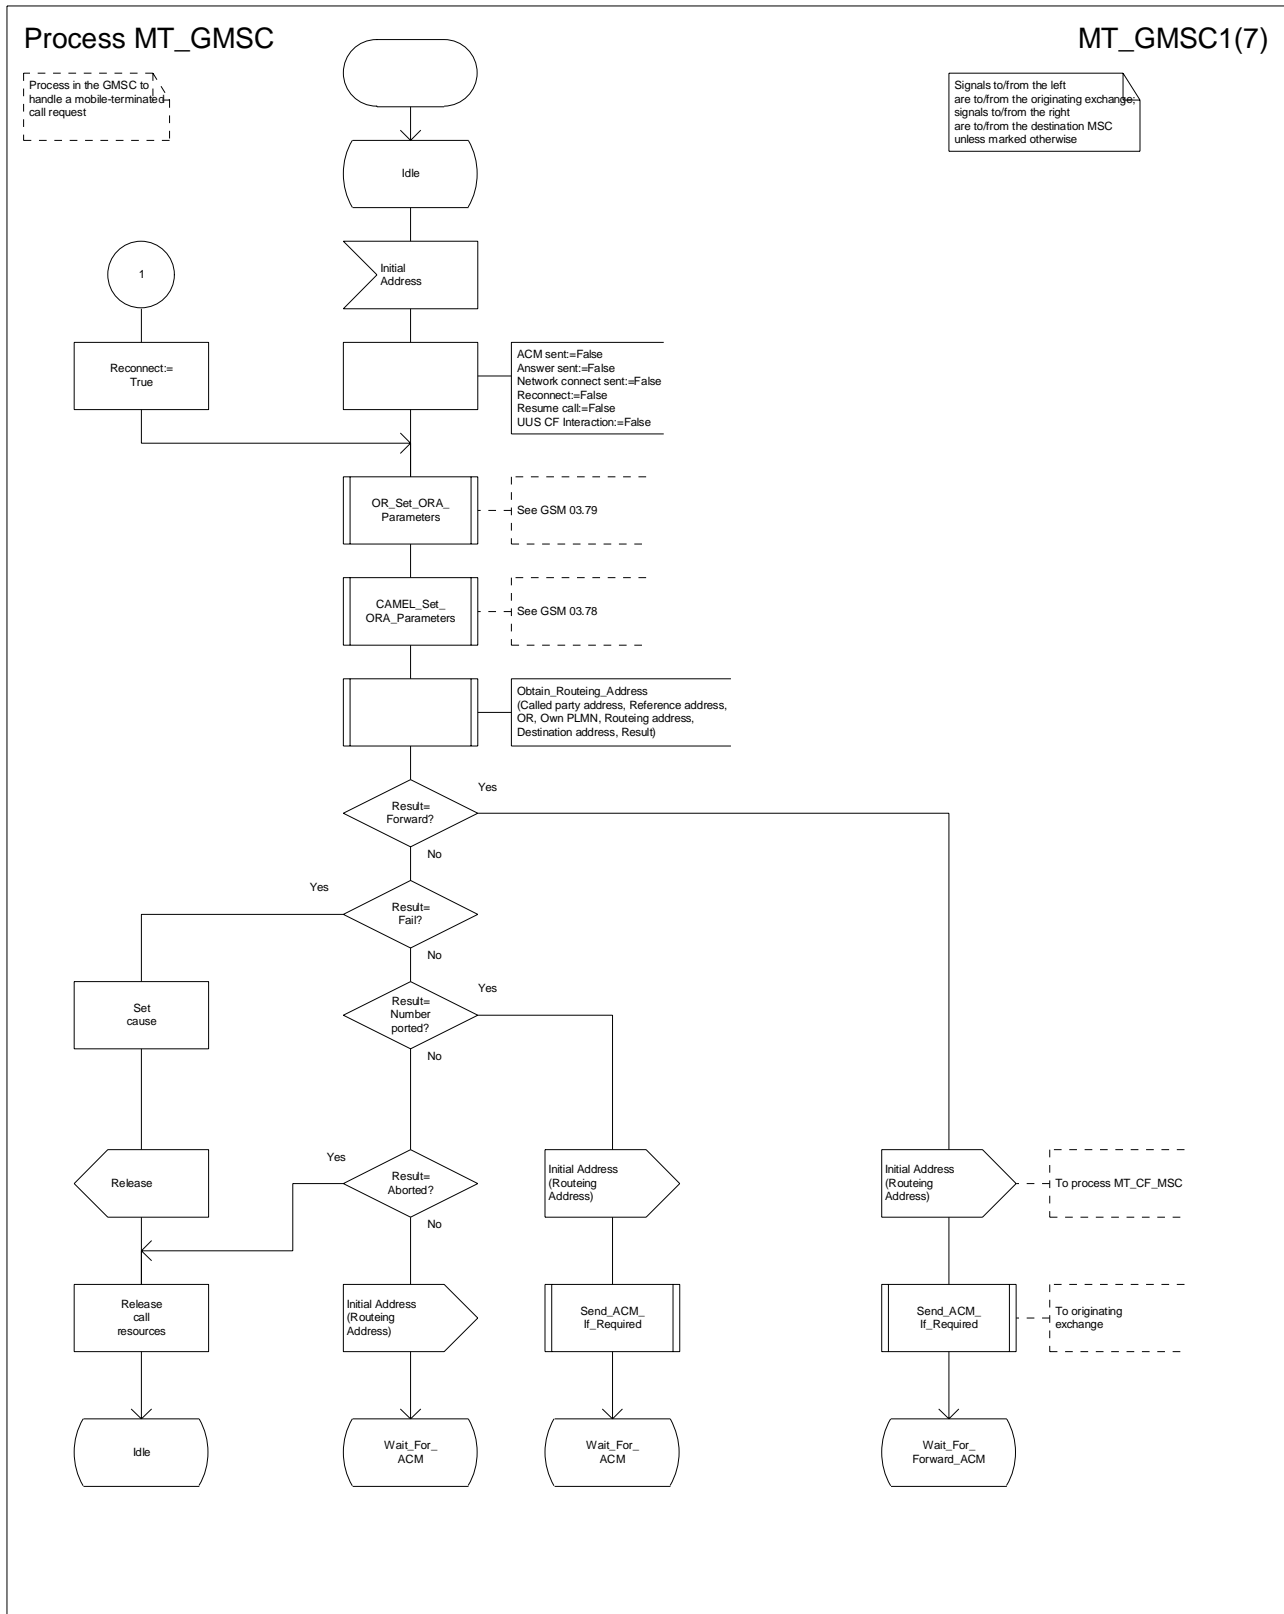 Process MT_GMSC
MT_GMSC1(7)
Process in the GMSC to
handle a mobile-terminated
call request
Signals to/from the left
are to/from the originating exchange;
signals to/from the right
are to/from the destination MSC
unless marked otherwise
Idle
Initial
Address
1
Reconnect:=
True
ACM sent:=False
Answer sent:=False
Network connect sent:=False
Reconnect:=False
Resume call:=False
UUS CF Interaction:=False
OR_Set_ORA_
Parameters
See GSM 03.79
CAMEL_Set_
ORA_Parameters
See GSM 03.78
Obtain_Routeing_Address
(Called party address, Reference address,
OR, Own PLMN, Routeing address,
Destination address, Result)
Result=
Forward?
Yes
No
Yes
Result=
Fail?
No
Set
cause
Result=
Number
ported?
Yes
No
Release
Yes
Result=
Aborted?
No
Initial Address
(Routeing
Address)
Initial Address
(Routeing
Address)
To process MT_CF_MSC
Release
call
resources
Initial Address
(Routeing
Address)
Send_ACM_
If_Required
Send_ACM_
If_Required
To originating
exchange
Idle
Wait_For_
ACM
Wait_For_
ACM
Wait_For_
Forward_ACM